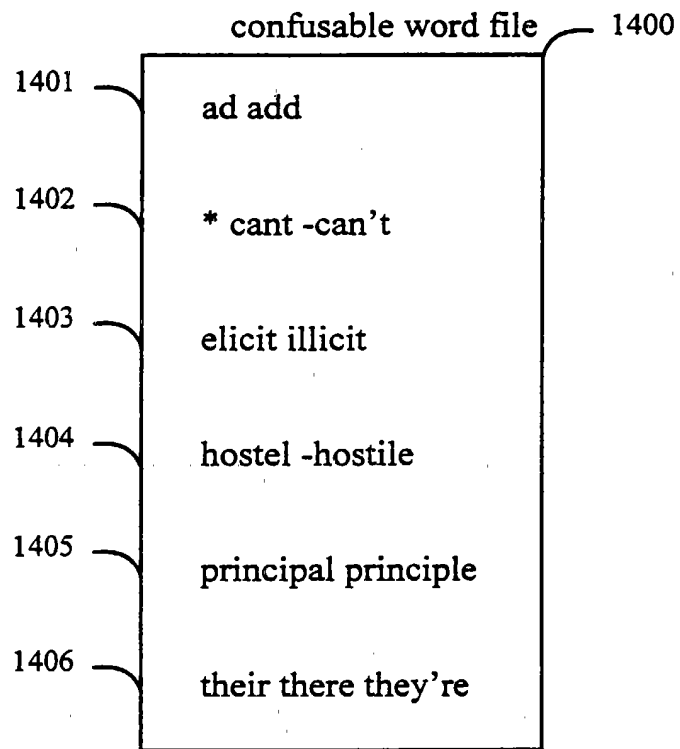 confusable word file 1400
1401
ad add
1402
* cant -can't
1403
elicit illicit
1404
hostel -hostile
1405
principal principle
1406
their there they're